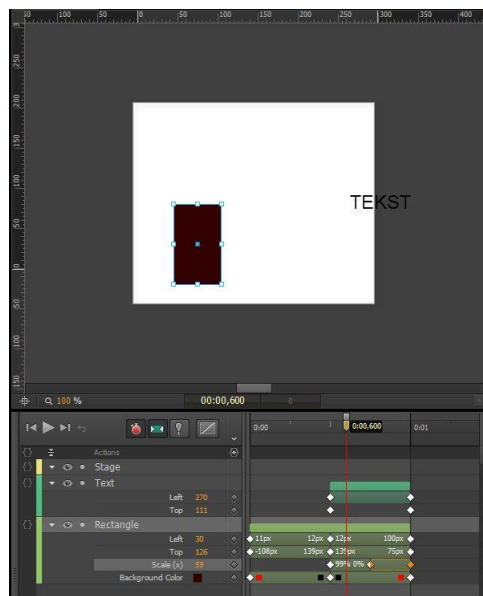 50 100 50 0 50 100 150 200 250 300 350 400
250
200
150
100
50
0
50
100
150
TEKST
100 % 00:00,600 0
0:00 0:00,600 0:01
Actions
Stage
Text
Left 270
Top 111
Rectangle
Left 30 11px 12px 12px 100px
Top 126 -108px 139px 139px 75px
Scale (x) 59 99% 0%
Background Color